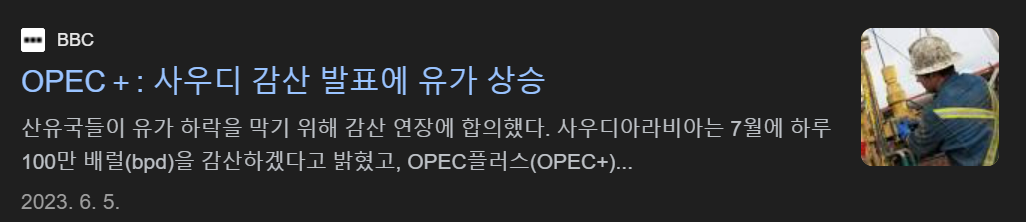 BBC
OPEC+: 사우디 감산 발표에 유가 상승
산유국들이 유가 하락을 막기 위해 감산 연장에 합의했다. 사우디아라비아는 7월에 하루
100만 배럴(bpd)을 감산하겠다고 밝혔고, OPEC플러스(OPEC+)...
2023. 6. 5.